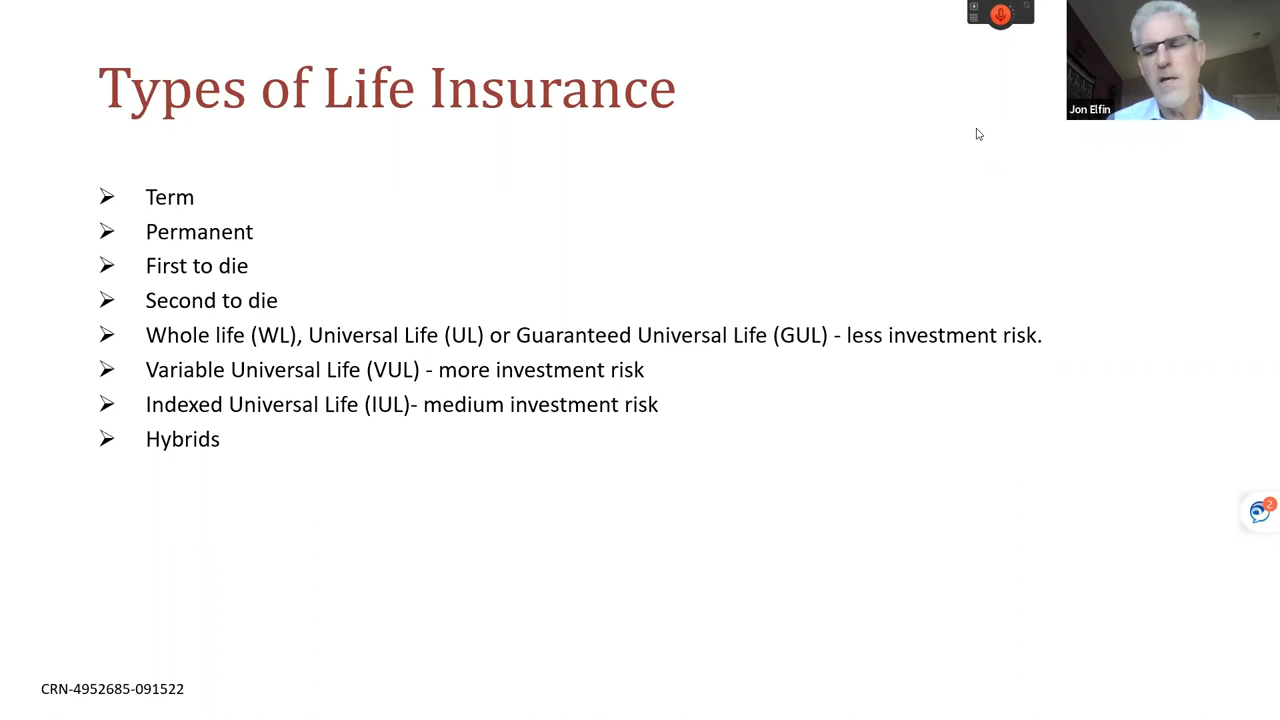 Types of Life Insurance
Jon Elfin
Term
Permanent
First to die
Second to die
Whole life (WL), Universal Life (UL) or Guaranteed Universal Life (GUL) - less investment risk.
Variable Universal Life (VUL) - more investment risk
Indexed Universal Life (IUL)- medium investment risk
Hybrids
2
CRN-4952685-091522